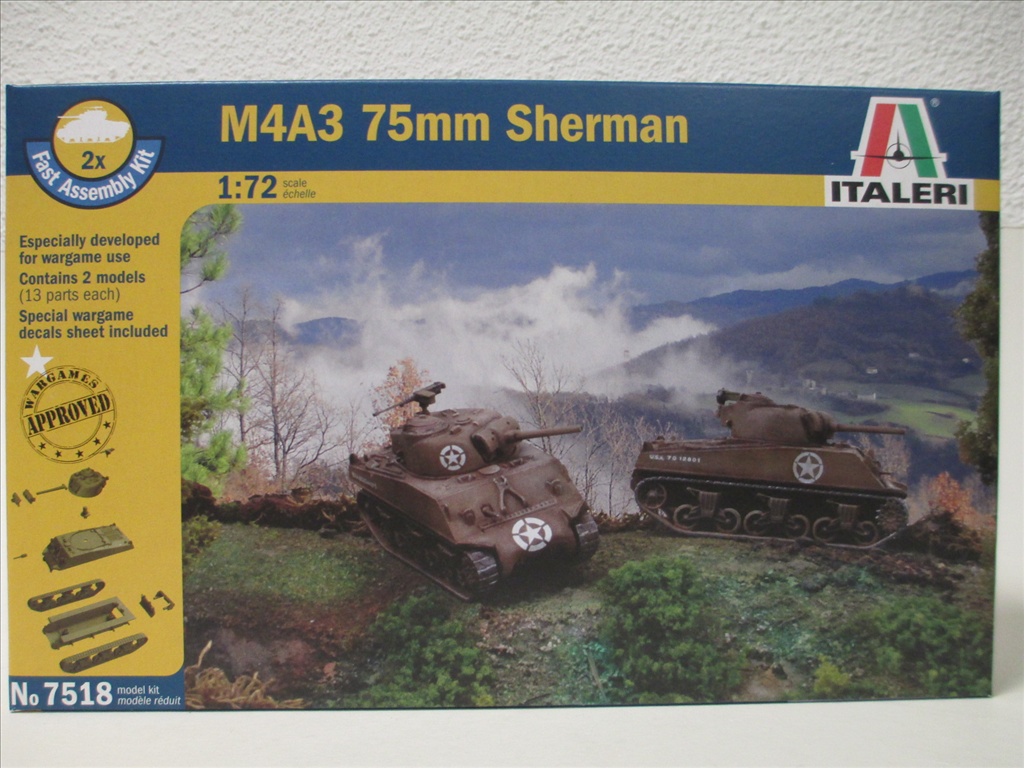 M4A3 75mm Sherman
2x
Fast Assembly Kit
1:72 scale
échelle
®
ITALERI
Especially developed
for wargame use
Contains 2 models
(13 parts each)
Special wargame
decals sheet included
WARGAMES
APPROVED
No 7518 model kit
modèle réduit